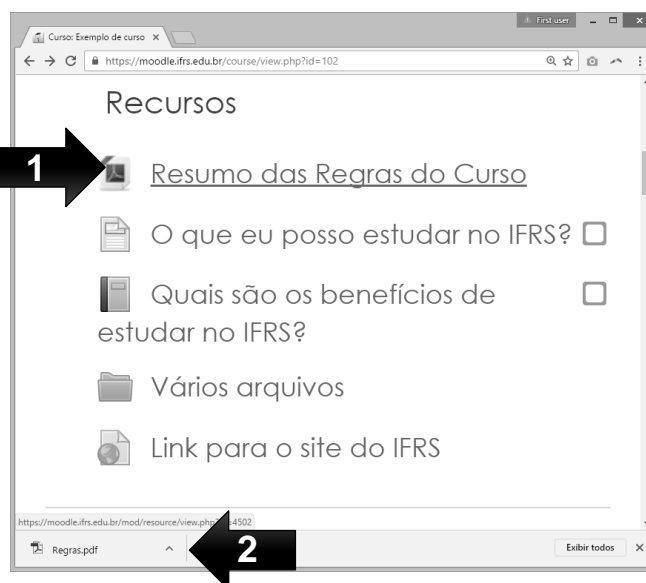 First user
Curso: Exemplo de curso
https://moodle.ifrs.edu.br/course/view.php?id=102
Recursos
1
Resumo das Regras do Curso
O que eu posso estudar no IFRS?
Quais são os benefícios de
estudar no IFRS?
Vários arquivos
Link para o site do IFRS
https://moodle.ifrs.edu.br/mod/resource/view.php =4502
Regras.pdf
2
Exibir todos